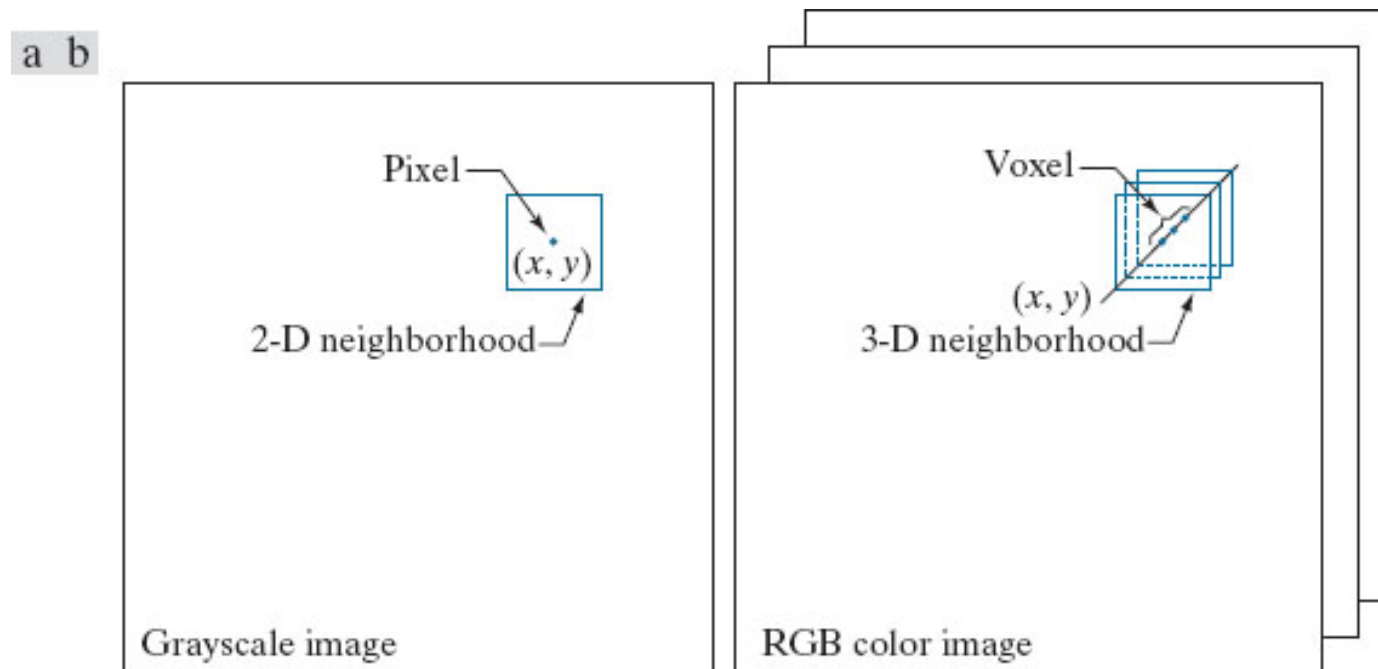 a b
Pixel
(x, y)
2-D neighborhood
Grayscale image
Voxel
(x, y)
3-D neighborhood
RGB color image